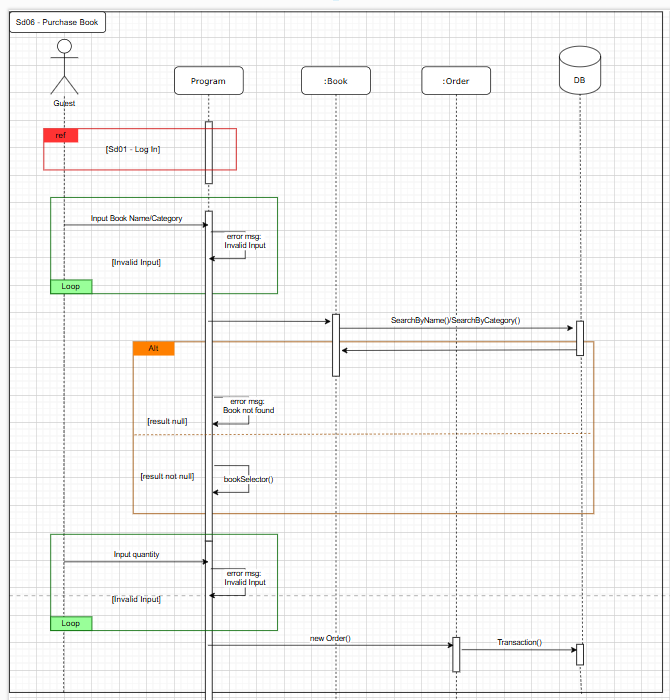 Sd06 - Purchase Book
Guest
Program
:Book
:Order
DB
ref
[Sd01 - Log In]
Input Book Name/Category
error msg:
Invalid Input
[Invalid Input]
Loop
SearchByName()/SearchByCategory()
Alt
error msg:
Book not found
[result null]
[result not null]
bookSelector()
Input quantity
error msg:
Invalid Input
[Invalid Input]
Loop
new Order()
Transaction()